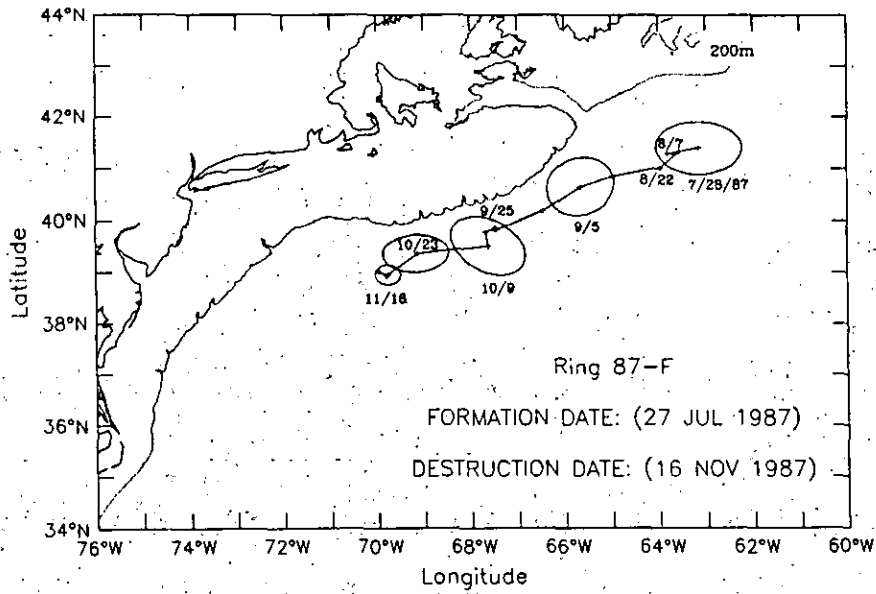 44°N
42°N
40°N
38°N
36°N
34°N
Latitude
200m
8/7
7/28/87
8/22
9/5
9/25
10/9
10/23
11/16
Ring 87-F
FORMATION DATE: (27 JUL 1987)
DESTRUCTION DATE: (16 NOV 1987)
76°W 74°W 72°W 70°W 68°W 66°W 64°W 62°W 60°W
Longitude